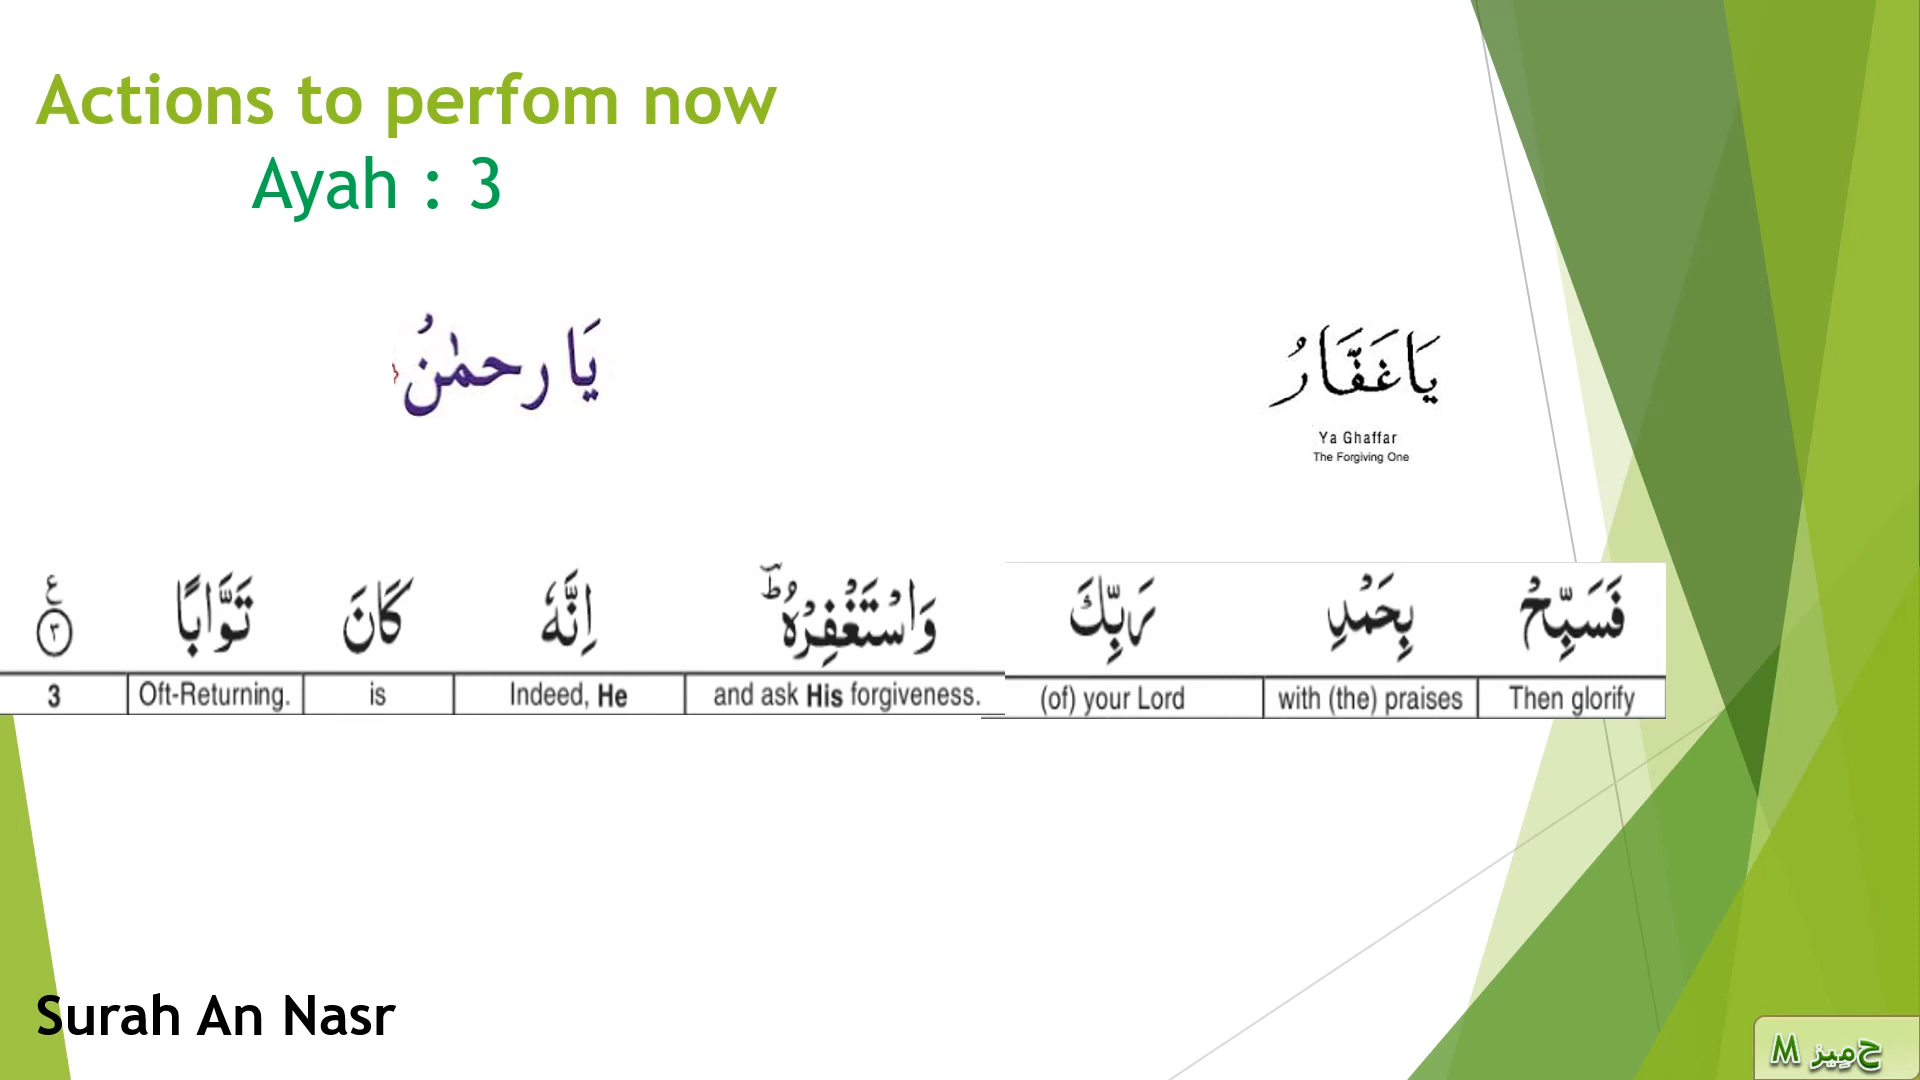 Actions to perfom now
Ayah : 3
يَا رحمٰنُ
يَاغَفَّارُ
Ya Ghaffar
The Forgiving One
فَسَبِّحْ بِحَمْدِ رَبِّكَ وَاسْتَغْفِرْهُ ؕ اِنَّهٗ كَانَ تَوَّابًا ع ٣
3 Oft-Returning. is Indeed, He and ask His forgiveness. (of) your Lord with (the) praises Then glorify
Surah An Nasr
حمِيز M